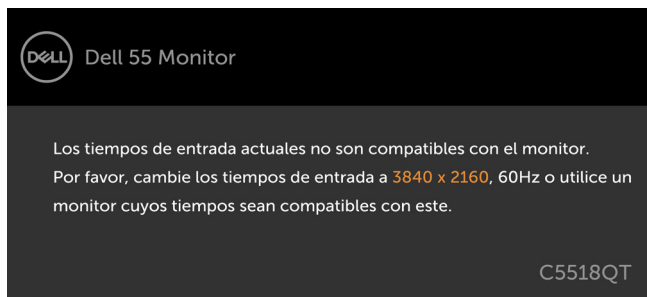 DELL
Dell 55 Monitor
Los tiempos de entrada actuales no son compatibles con el monitor.
Por favor, cambie los tiempos de entrada a 3840 x 2160, 60Hz o utilice un
monitor cuyos tiempos sean compatibles con este.
C5518QT